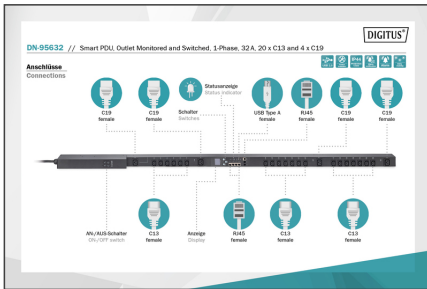 DIGITUS®
DN-95632 // Smart PDU, Outlet Monitored and Switched, 1-Phase, 32 A, 20 x C13 and 4 x C19
Anschlüsse
Connections
C19
female
C19
female
Schalter
Switches
Statusanzeige
Status indicator
USB Type A
female
RJ45
female
C19
female
C19
female
AN-/AUS-Schalter
ON-/OFF switch
C13
female
Anzeige
Display
RJ45
female
C13
female
C13
female